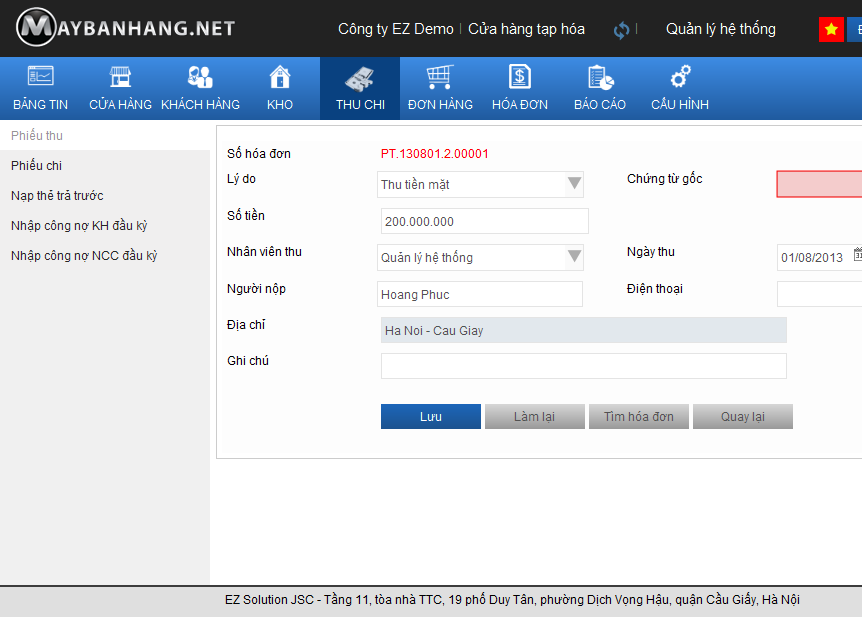 MAYBANHANG.NET
Công ty EZ Demo | Cửa hàng tạp hóa | Quản lý hệ thống
BẢNG TIN CỬA HÀNG KHÁCH HÀNG KHO THU CHI ĐƠN HÀNG HÓA ĐƠN BÁO CÁO CẤU HÌNH
Phiếu thu
Phiếu chi
Nạp thẻ trả trước
Nhập công nợ KH đầu kỳ
Nhập công nợ NCC đầu kỳ
Số hóa đơn PT.130801.2.00001
Lý do Thu tiền mặt Chứng từ gốc
Số tiền 200.000.000
Nhân viên thu Quản lý hệ thống Ngày thu 01/08/2013
Người nộp Hoang Phuc Điện thoại
Địa chỉ Ha Noi - Cau Giay
Ghi chú
Lưu Làm lại Tìm hóa đơn Quay lại
EZ Solution JSC - Tầng 11, tòa nhà TTC, 19 phố Duy Tân, phường Dịch Vọng Hậu, quận Cầu Giấy, Hà Nội